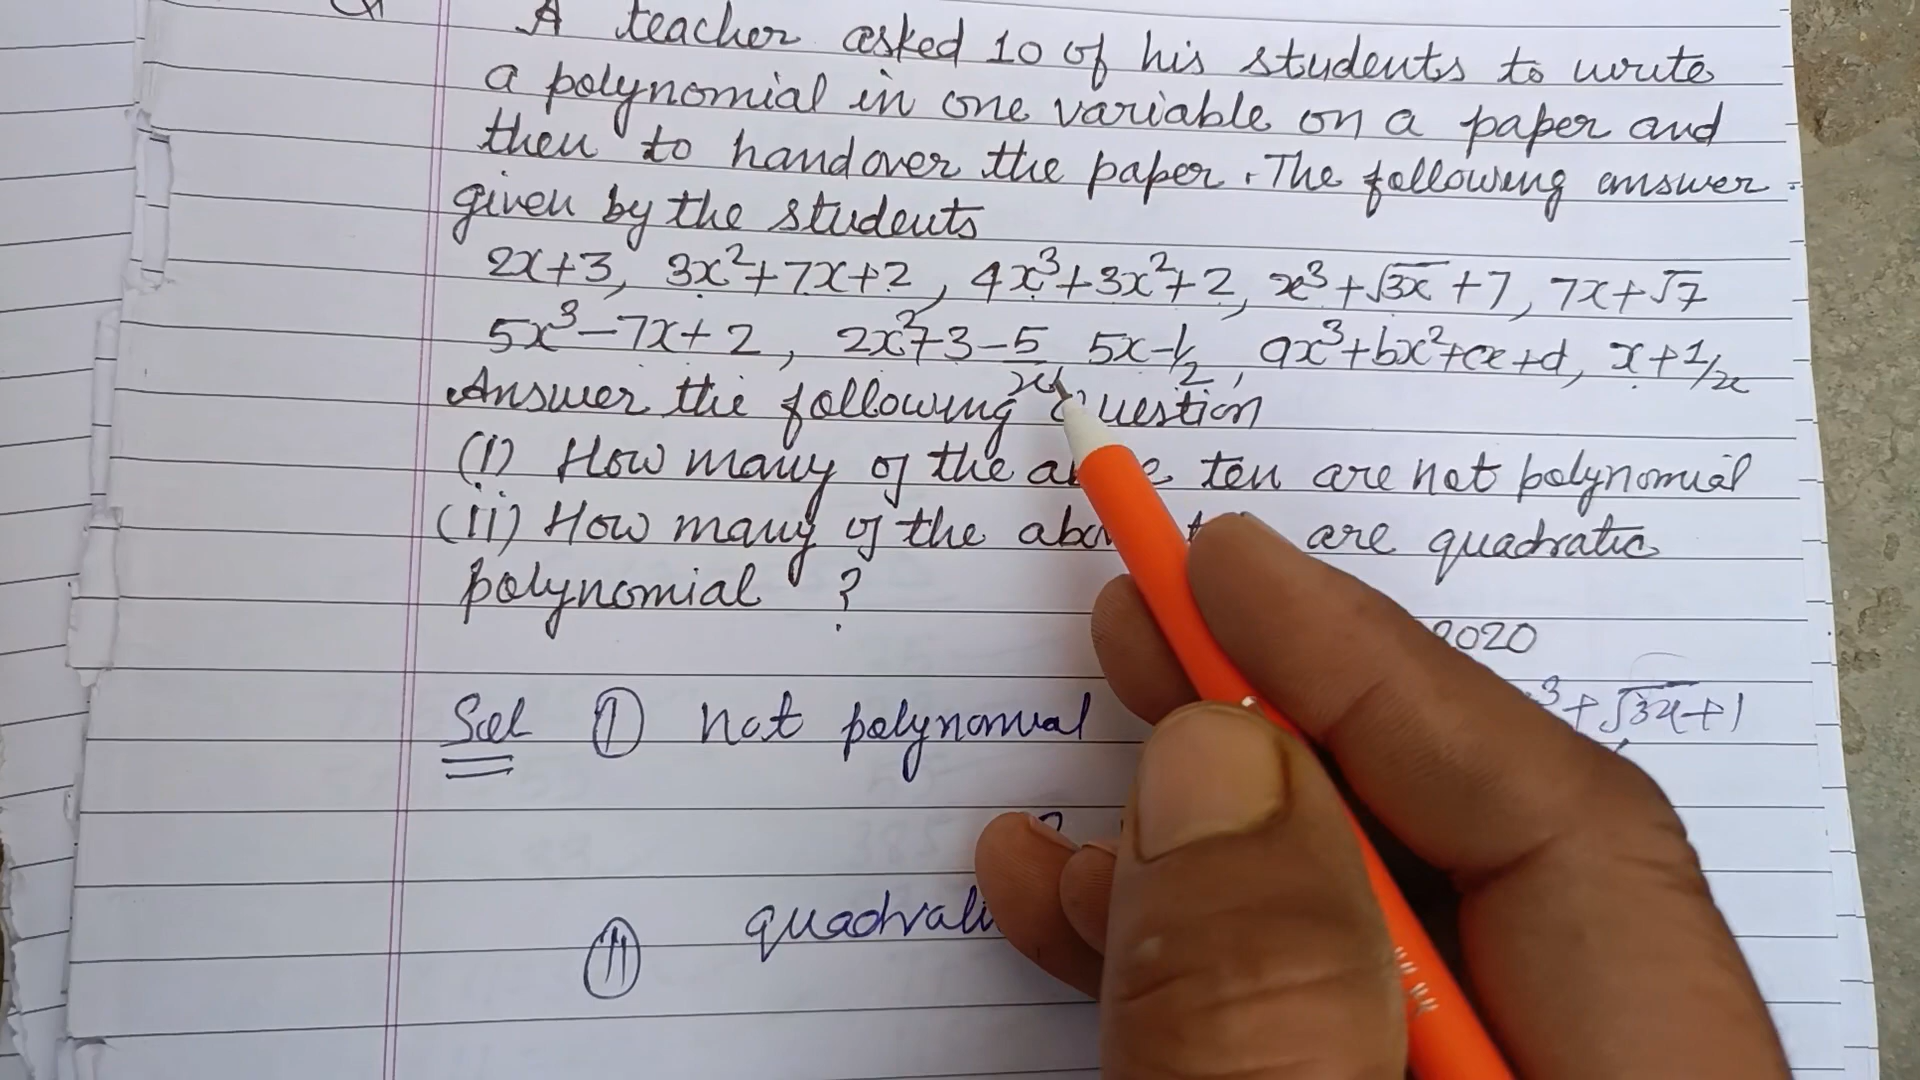 A teacher asked 10 of his students to write
a polynomial in one variable on a paper and
then to handover the paper. The following answer
given by the students
2x+3, 3x²+7x+2, 4x³+3x²+2, x³+√3x+7, 7x+√7
5x³-7x+2, 2x²+3-5/x 5x-1/2, ax³+bx²+cx+d, x+1/x
Answer the following question
(I) How many of the ten are not polynomial
(ii) How many of the are quadratic
polynomial ?
2020
Sol (I) not polynomial ³+√3x+1
(II)